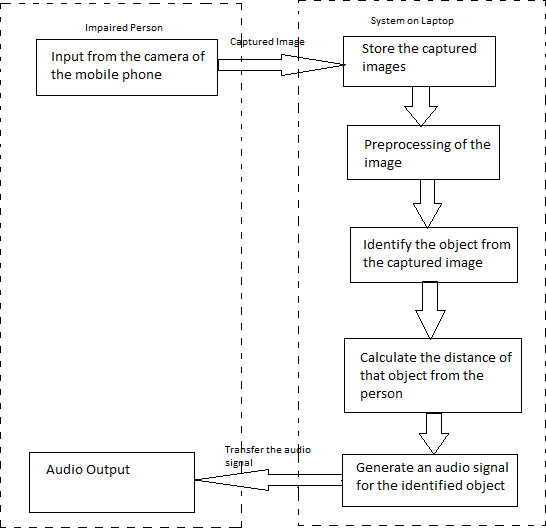 Impaired Person
System on Laptop
Input from the camera of
the mobile phone
Captured Image
Store the captured
images
Preprocessing of the
image
Identify the object from
the captured image
Calculate the distance of
that object from the
person
Generate an audio signal
for the identified object
Transfer the audio
signal
Audio Output